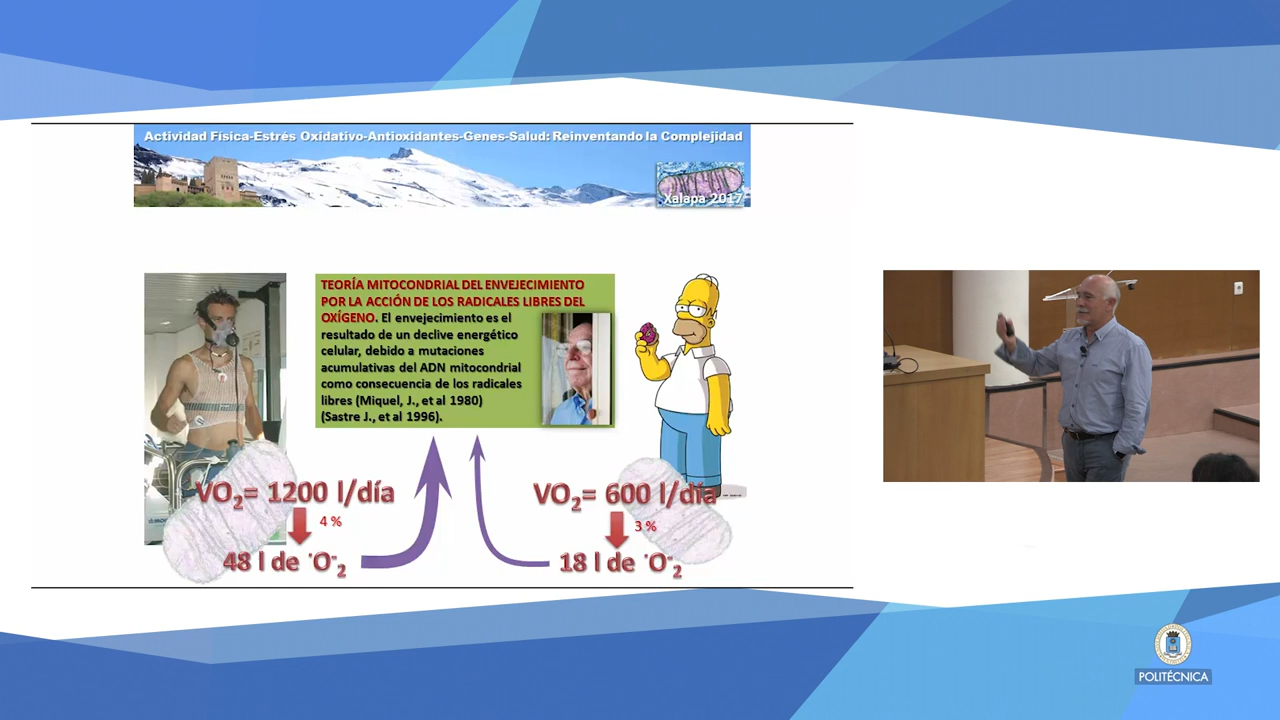 Actividad Física-Estrés Oxidativo-Antioxidantes-Genes-Salud: Reinventando la Complejidad
Xalapa 2017
TEORÍA MITOCONDRIAL DEL ENVEJECIMIENTO
POR LA ACCIÓN DE LOS RADICALES LIBRES DEL
OXÍGENO. El envejecimiento es el
resultado de un declive energético
celular, debido a mutaciones
acumulativas del ADN mitocondrial
como consecuencia de los radicales
libres (Miquel, J., et al 1980)
(Sastre J., et al 1996).
VO₂= 1200 l/día
4 %
48 l de ˙O⁻₂
VO₂= 600 l/día
3 %
18 l de ˙O⁻₂
POLITÉCNICA